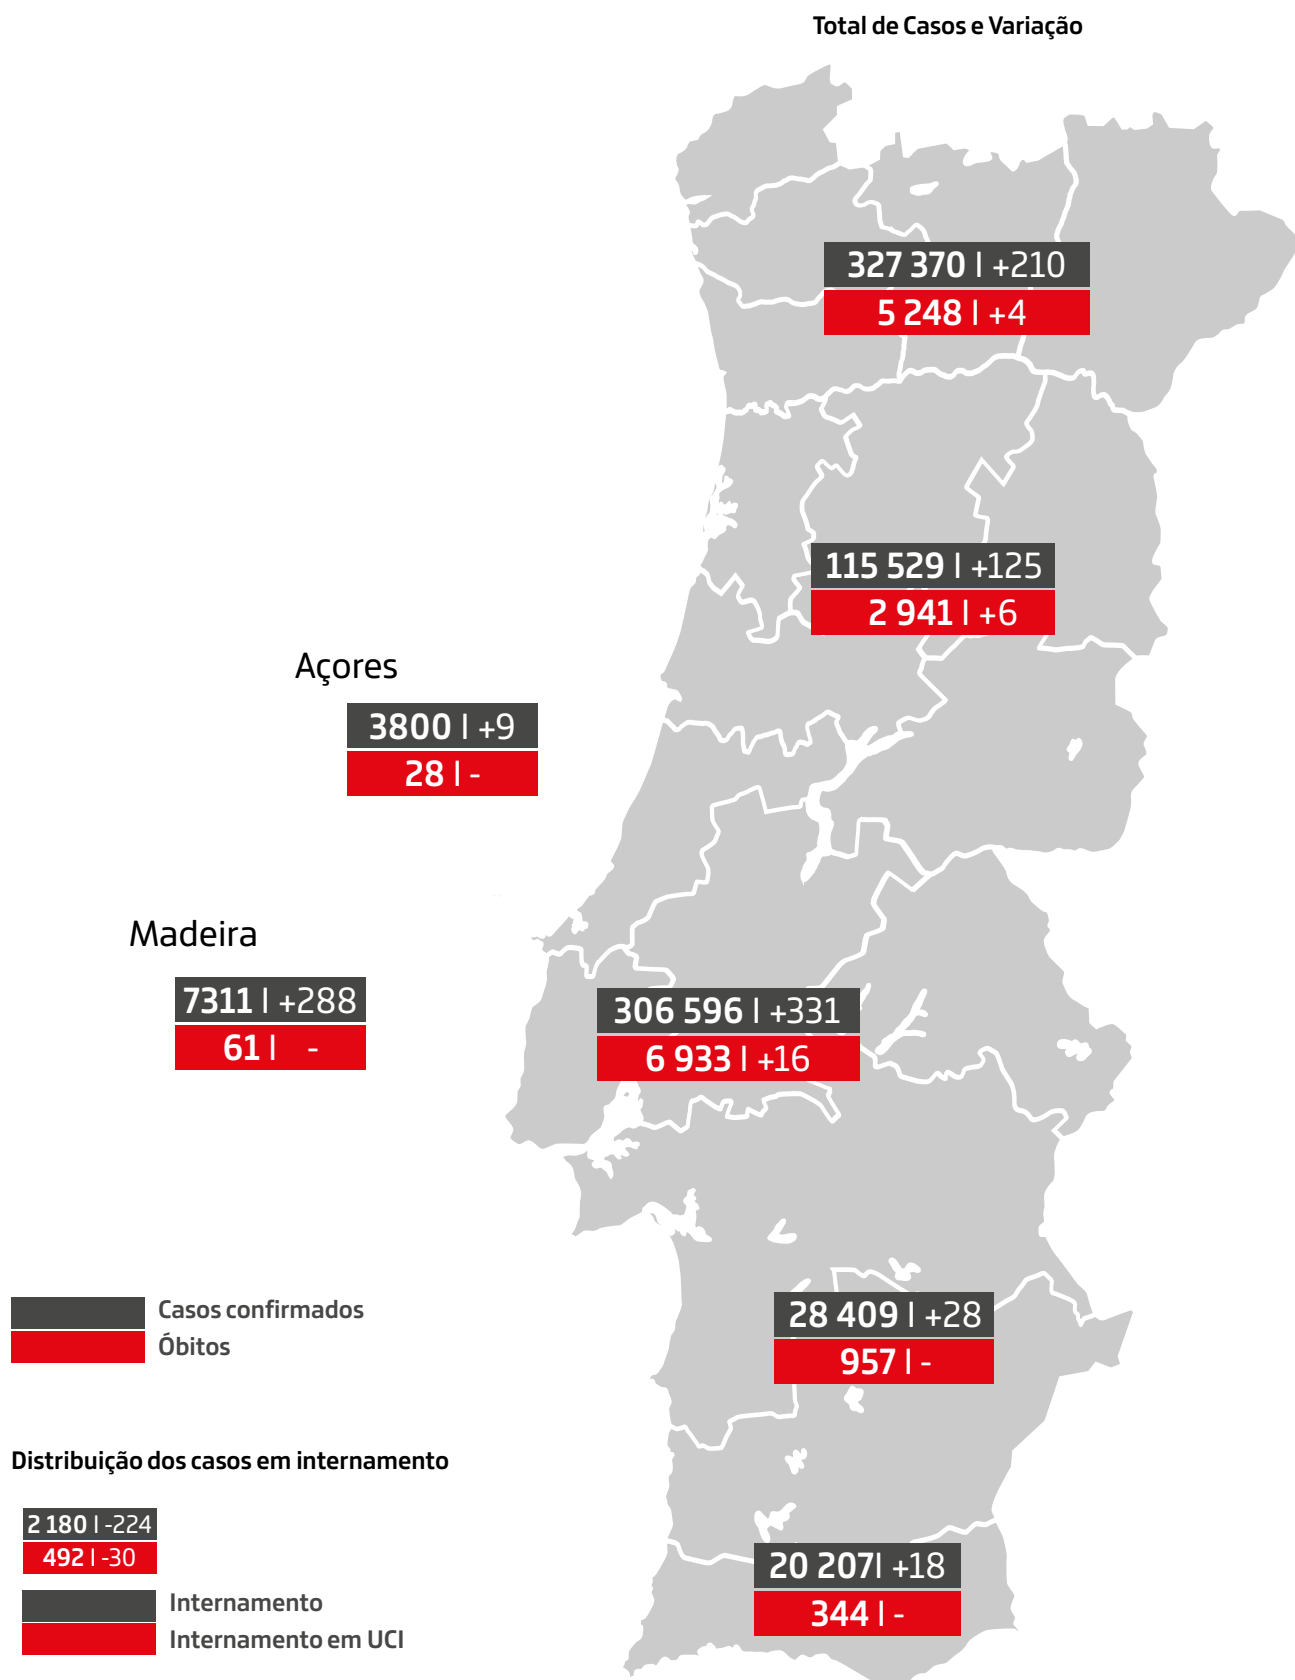 Total de Casos e Variação
327 370 | +210
5 248 | +4
115 529 | +125
2 941 | +6
Açores
3800 | +9
28 | -
Madeira
7311 | +288
61 | -
306 596 | +331
6 933 | +16
Casos confirmados
Óbitos
28 409 | +28
957 | -
Distribuição dos casos em internamento
2 180 | -224
492 | -30
Internamento
Internamento em UCI
20 207| +18
344 | -